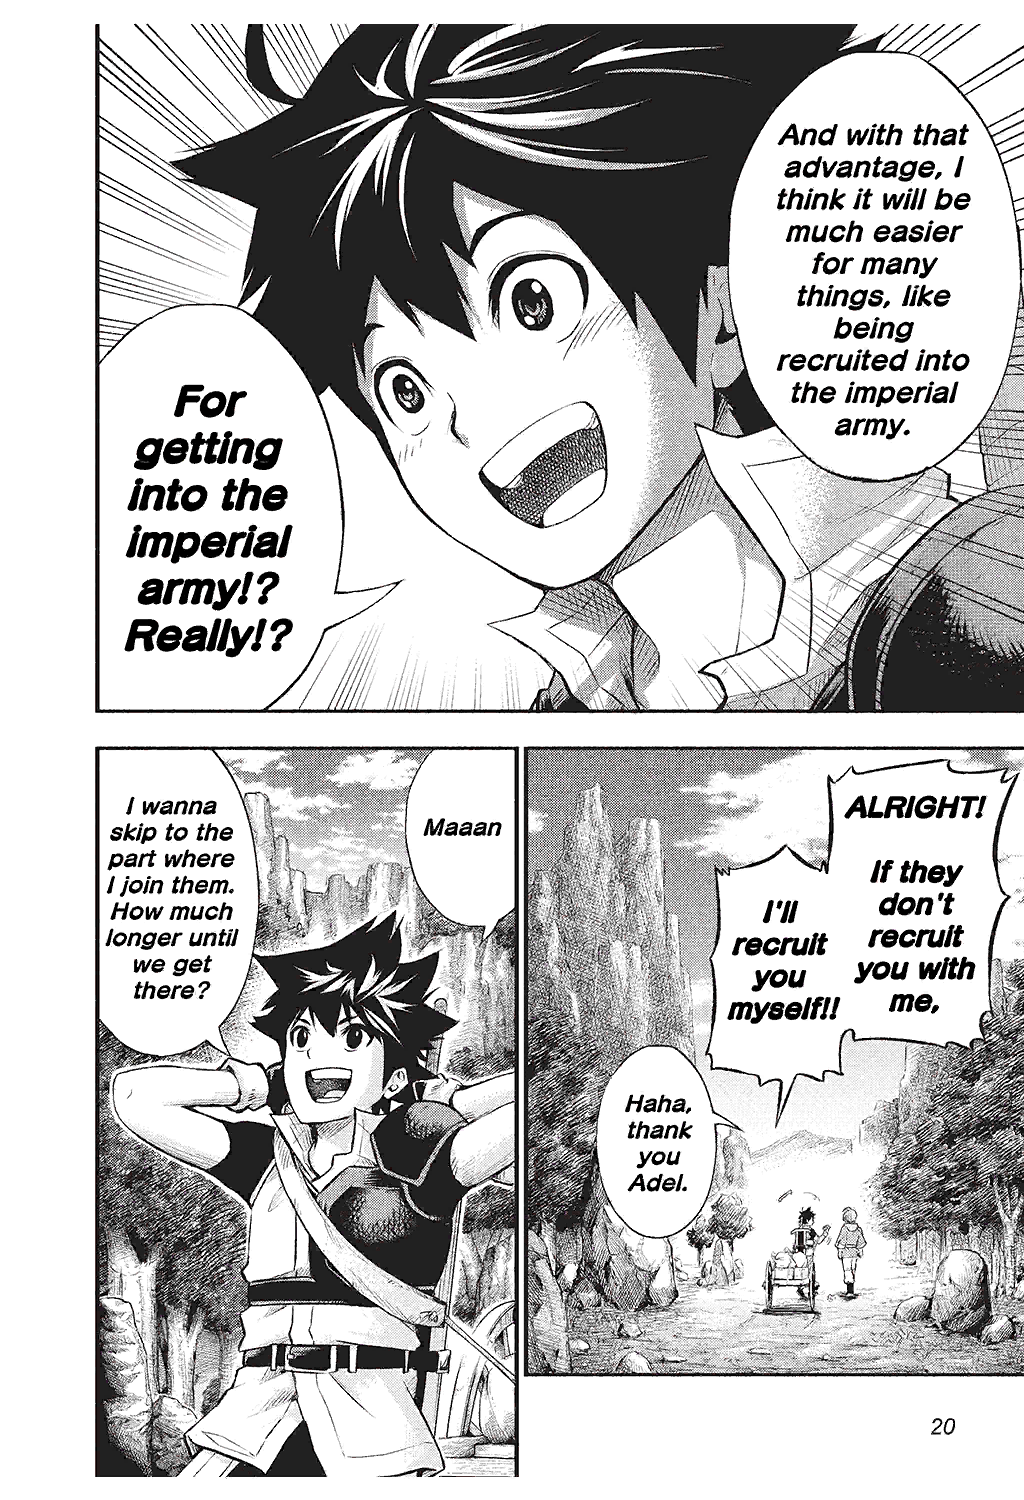 And with that
advantage, I
think it will be
much easier
for many
things, like
being
recruited into
the imperial
army.
For
getting
into the
imperial
army!?
Really!?
ALRIGHT!
If they
don't
recruit
you with
me,
I'll
recruit
you
myself!!
Haha,
thank
you
Adel.
Maaan
I wanna
skip to the
part where
I join them.
How much
longer until
we get
there?
20